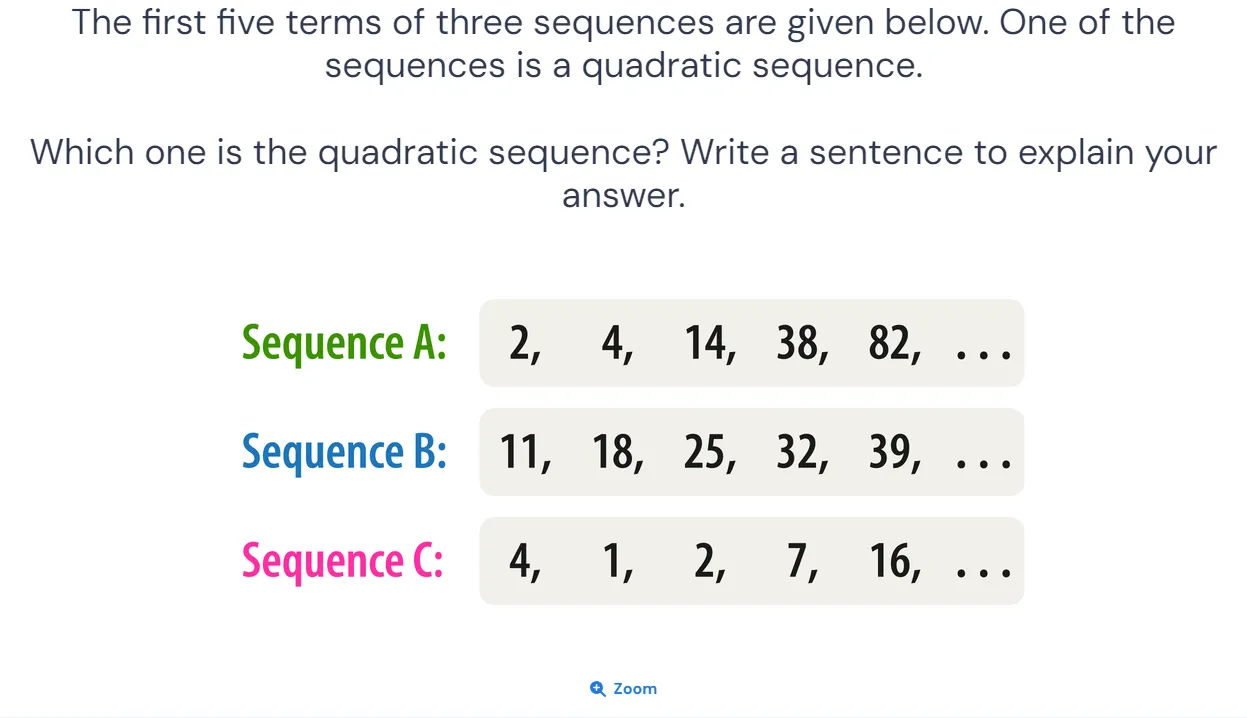 The first five terms of three sequences are given below. One of the
sequences is a quadratic sequence.
Which one is the quadratic sequence? Write a sentence to explain your
answer.
Sequence A: 2, 4, 14, 38, 82, ...
Sequence B: 11, 18, 25, 32, 39, ...
Sequence C: 4, 1, 2, 7, 16, ...
Zoom